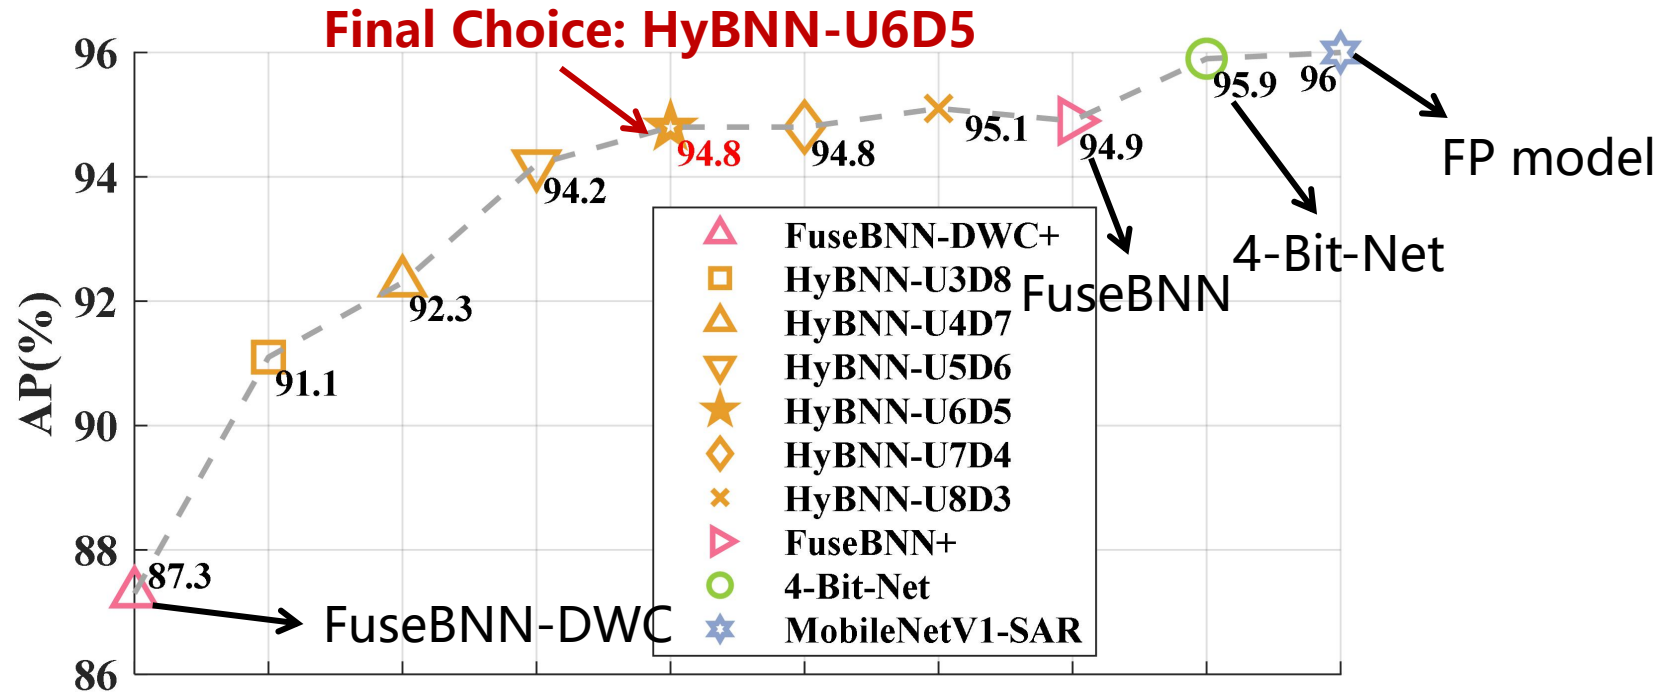 Final Choice: HyBNN-U6D5
96
94
92
90
88
86
AP(%)
87.3
91.1
92.3
94.2
94.8
94.8
95.1
94.9
95.9
96
FP model
4-Bit-Net
FuseBNN
FuseBNN-DWC
FuseBNN-DWC+
HyBNN-U3D8
HyBNN-U4D7
HyBNN-U5D6
HyBNN-U6D5
HyBNN-U7D4
HyBNN-U8D3
FuseBNN+
4-Bit-Net
MobileNetV1-SAR